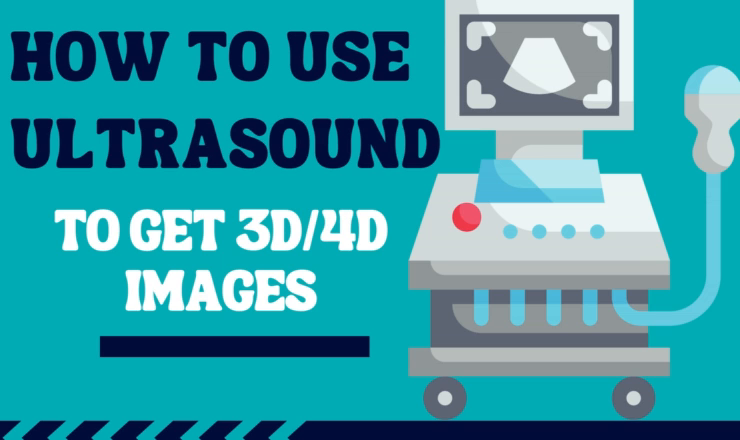 HOW TO USE
ULTRASOUND
TO GET 3D/4D
IMAGES